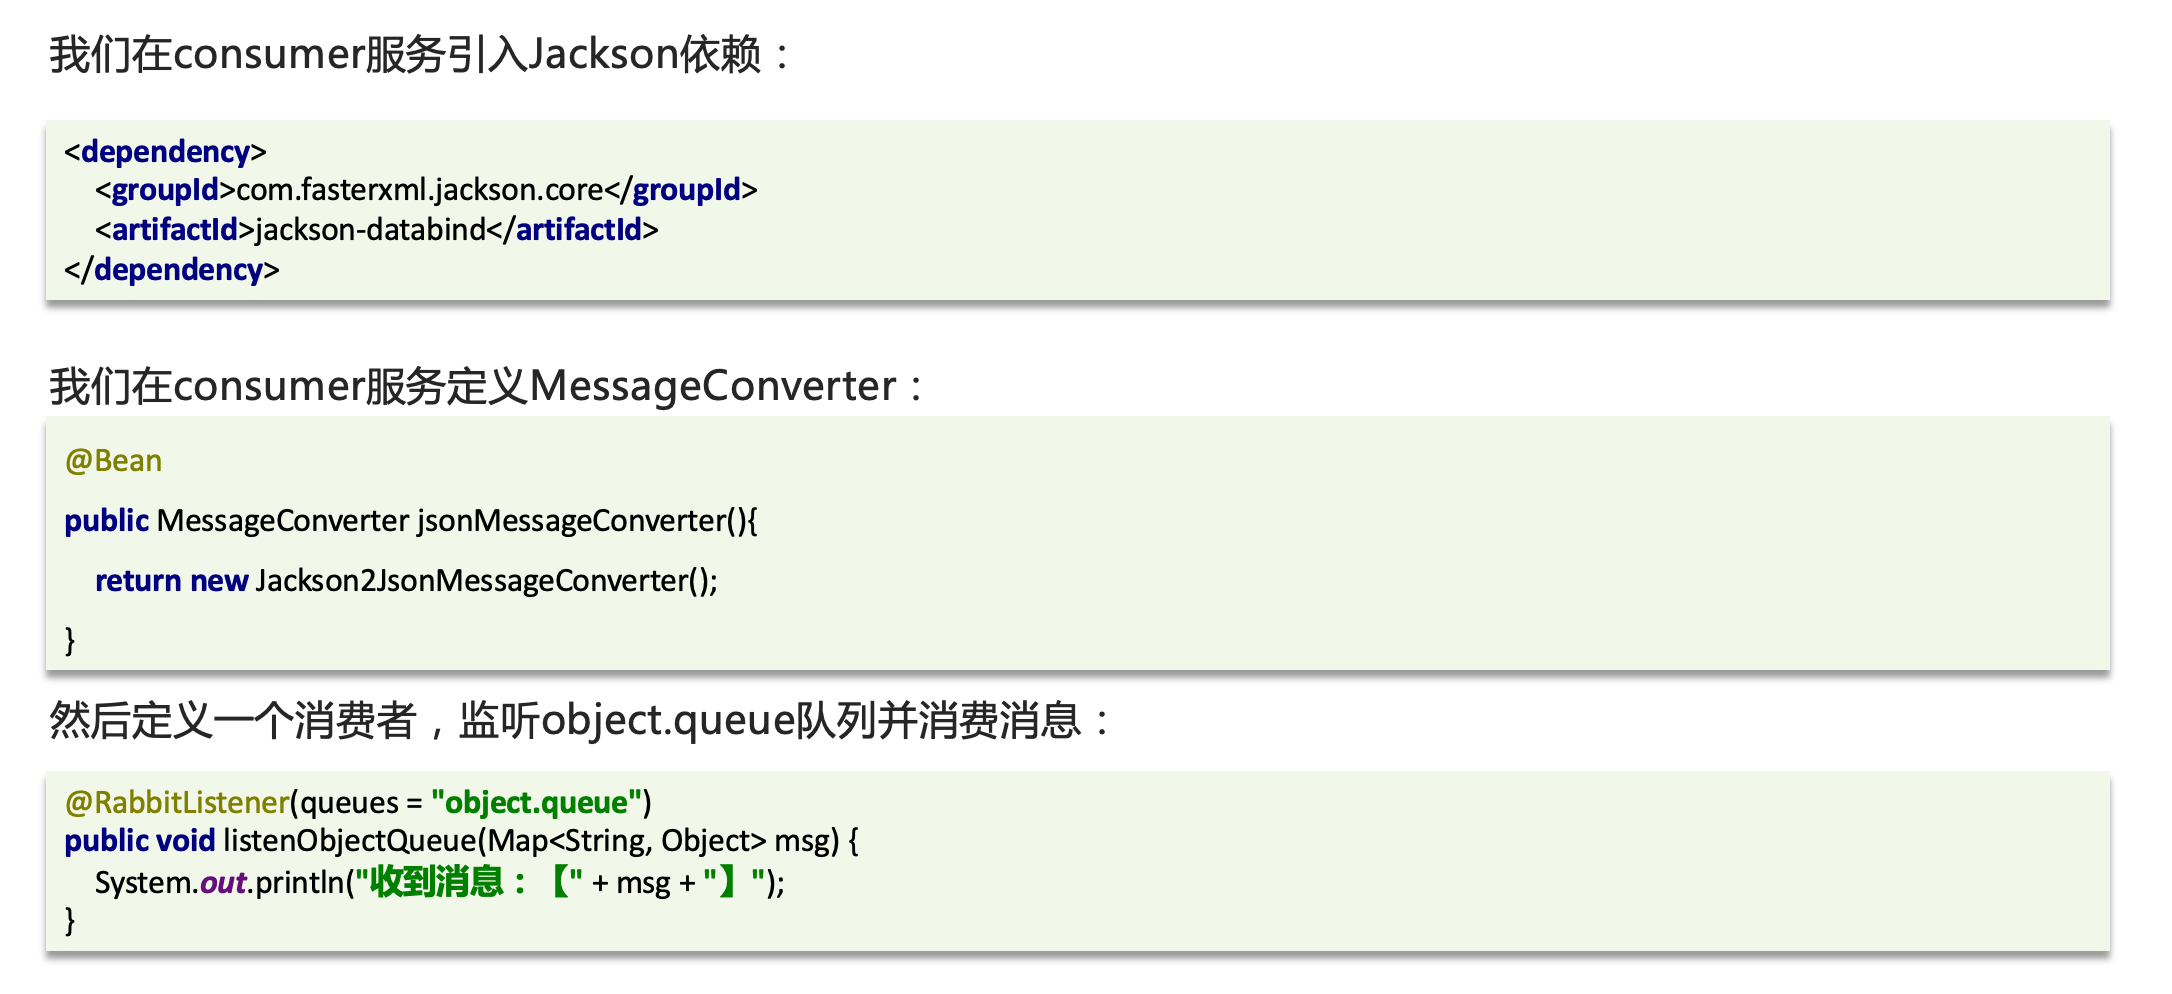 我们在consumer服务引入Jackson依赖：
<dependency>
    <groupId>com.fasterxml.jackson.core</groupId>
    <artifactId>jackson-databind</artifactId>
</dependency>
我们在consumer服务定义MessageConverter：
@Bean
public MessageConverter jsonMessageConverter(){
    return new Jackson2JsonMessageConverter();
}
然后定义一个消费者，监听object.queue队列并消费消息：
@RabbitListener(queues = "object.queue")
public void listenObjectQueue(Map<String, Object> msg) {
    System.out.println("收到消息：【" + msg + "】");
}